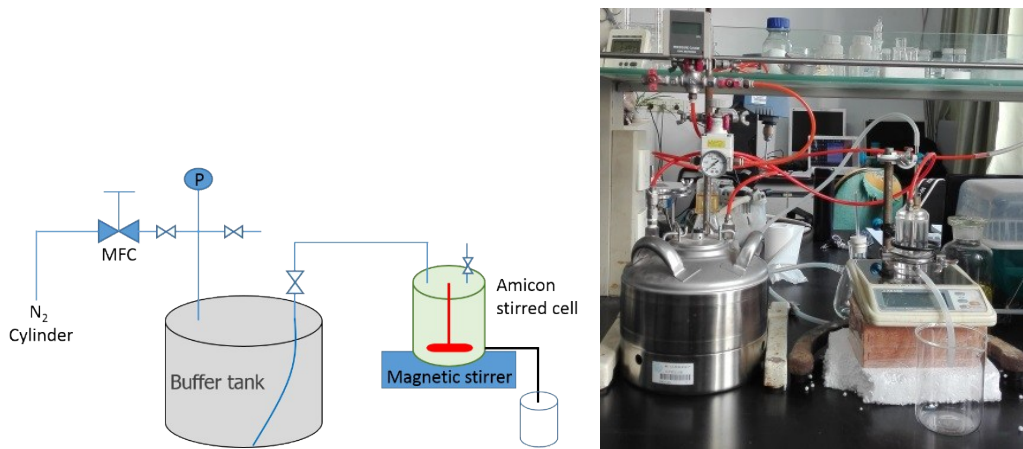 P
MFC
N2
Cylinder
Buffer tank
Amicon
stirred cell
Magnetic stirrer